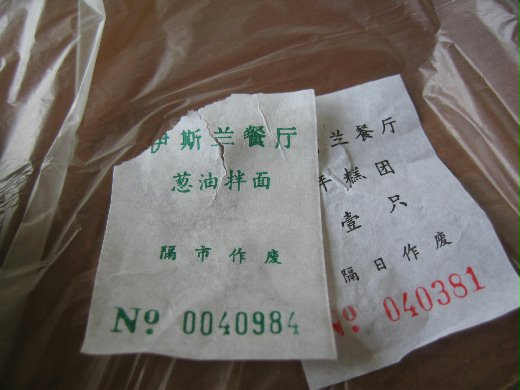 伊斯兰餐厅
葱油拌面
隔市作废
Nº 0040984
兰餐厅
糕团
壹只
隔日作废
Nº 040381